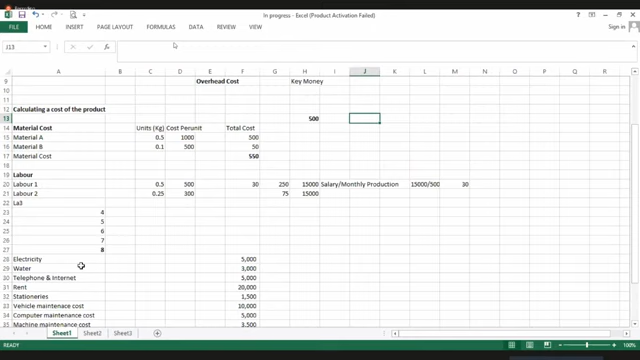 In progress - Excel (Product Activation Failed)
FILE HOME INSERT PAGE LAYOUT FORMULAS DATA REVIEW VIEW Sign in
J13 fx
A B C D E F G H I J K L M
9 Overhead Cost Key Money
10
11
12 Calculating a cost of the product
13 500
14 Material Cost Units (Kg) Cost Perunit Total Cost
15 Material A 0.5 1000 500
16 Material B 0.1 500 50
17 Material Cost 550
18
19 Labour
20 Labour 1 0.5 500 30 250 15000 Salary/Monthly Production 15000/500 30
21 Labour 2 0.25 300 75 15000
22 La3
23 4
24 5
25 6
26 7
27 8
28 Electricity 5,000
29 Water 3,000
30 Telephone & Internet 5,000
31 Rent 20,000
32 Stationeries 1,500
33 Vehicle maintenace cost 10,000
34 Computer maintenance cost 5,000
35 Machine maintenance cost 3,500
Sheet1 Sheet2 Sheet3
100%